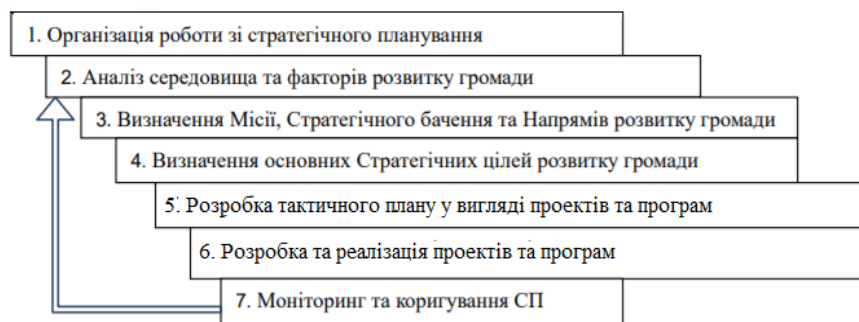 1. Організація роботи зі стратегічного планування
2. Аналіз середовища та факторів розвитку громади
3. Визначення Місії, Стратегічного бачення та Напрямів розвитку громади
4. Визначення основних Стратегічних цілей розвитку громади
5. Розробка тактичного плану у вигляді проектів та програм
6. Розробка та реалізація проектів та програм
7. Моніторинг та коригування СП